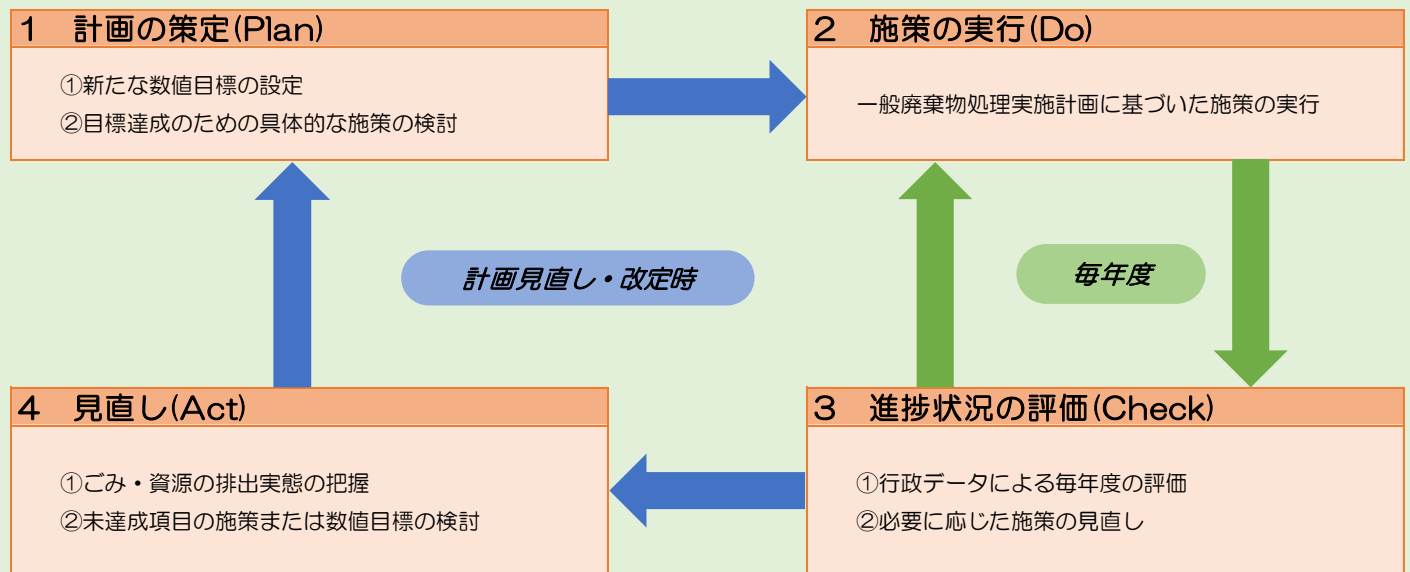 1　計画の策定(Plan)
①新たな数値目標の設定
②目標達成のための具体的な施策の検討
2　施策の実行(Do)
一般廃棄物処理実施計画に基づいた施策の実行
計画見直し・改定時
毎年度
4　見直し(Act)
①ごみ・資源の排出実態の把握
②未達成項目の施策または数値目標の検討
3　進捗状況の評価(Check)
①行政データによる毎年度の評価
②必要に応じた施策の見直し